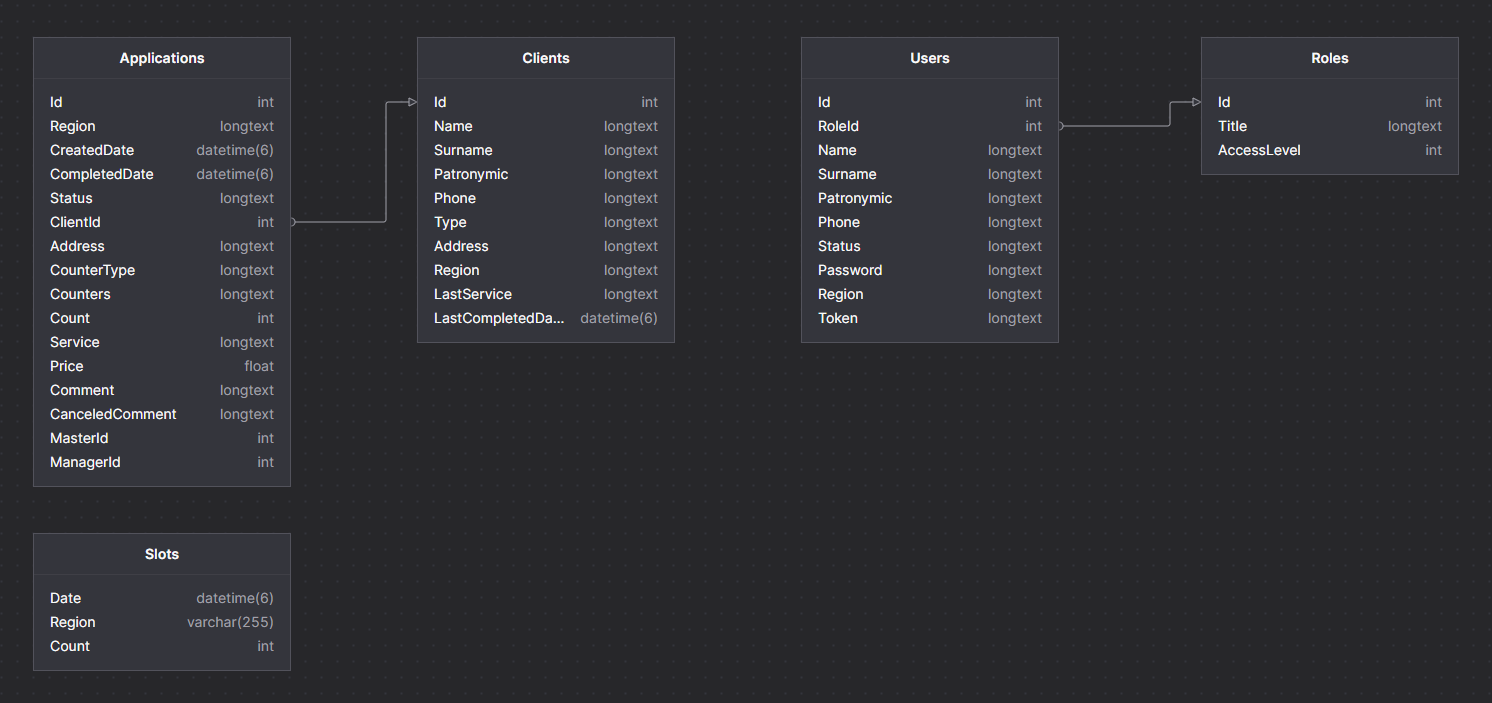 Applications
Id int
Region longtext
CreatedDate datetime(6)
CompletedDate datetime(6)
Status longtext
ClientId int
Address longtext
CounterType longtext
Counters longtext
Count int
Service longtext
Price float
Comment longtext
CanceledComment longtext
MasterId int
ManagerId int
Clients
Id int
Name longtext
Surname longtext
Patronymic longtext
Phone longtext
Type longtext
Address longtext
Region longtext
LastService longtext
LastCompletedDa... datetime(6)
Users
Id int
RoleId int
Name longtext
Surname longtext
Patronymic longtext
Phone longtext
Status longtext
Password longtext
Region longtext
Token longtext
Roles
Id int
Title longtext
AccessLevel int
Slots
Date datetime(6)
Region varchar(255)
Count int